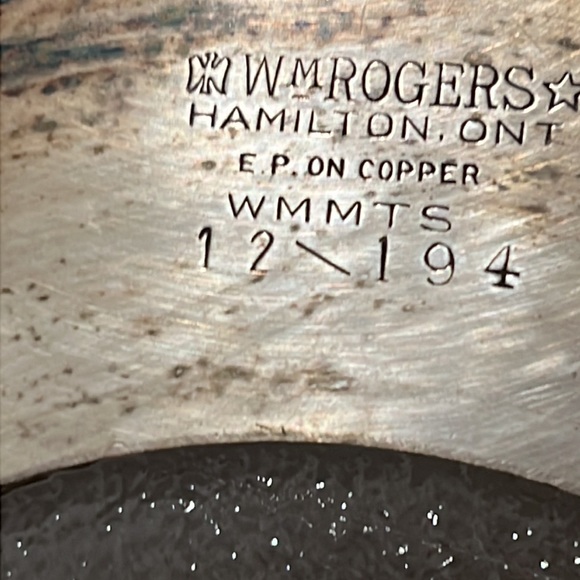 WMROGERS☆
HAMILTON, ONT
E.P. ON COPPER
WMMTS
12\194